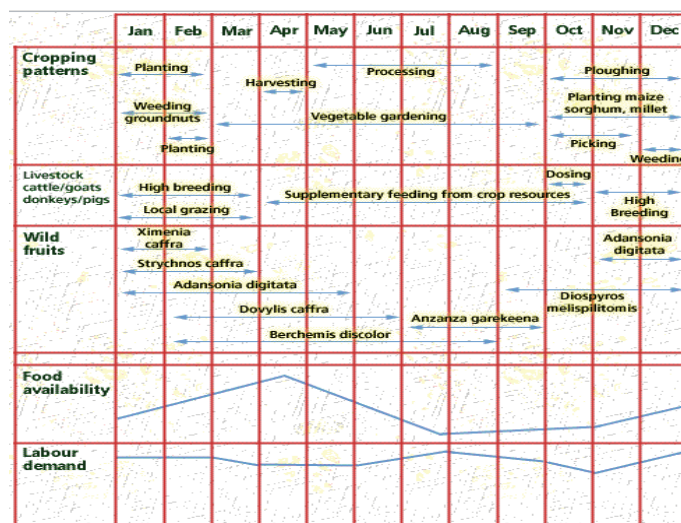 Jan Feb Mar Apr May Jun Jul Aug Sep Oct Nov Dec
Cropping
patterns
Planting
Weeding
groundnuts
Planting
Harvesting
Processing
Vegetable gardening
Ploughing
Planting maize
sorghum, millet
Picking
Weeding
Livestock
cattle/goats
donkeys/pigs
High breeding
Local grazing
Supplementary feeding from crop resources
Dosing
High
Breeding
Wild
fruits
Ximenia
caffra
Strychnos caffra
Adansonia digitata
Dovylis caffra
Berchemis discolor
Anzanza garekeena
Adansonia
digitata
Diospyros
melispilitomis
Food
availability
Labour
demand